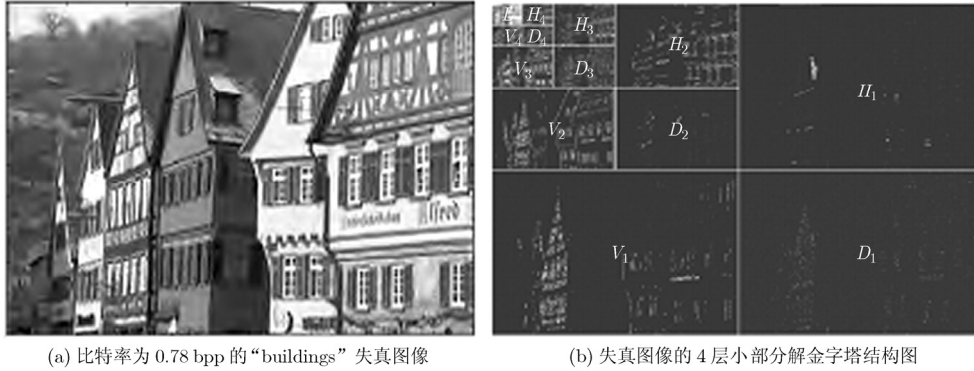 Alfred
L H₄ H₃ H₂ H₁
V₄ D₄
V₃ D₃
V₂ D₂
V₁ D₁
(a) 比特率为 0.78 bpp 的“buildings” 失真图像
(b) 失真图像的 4 层小部分解金字塔结构图